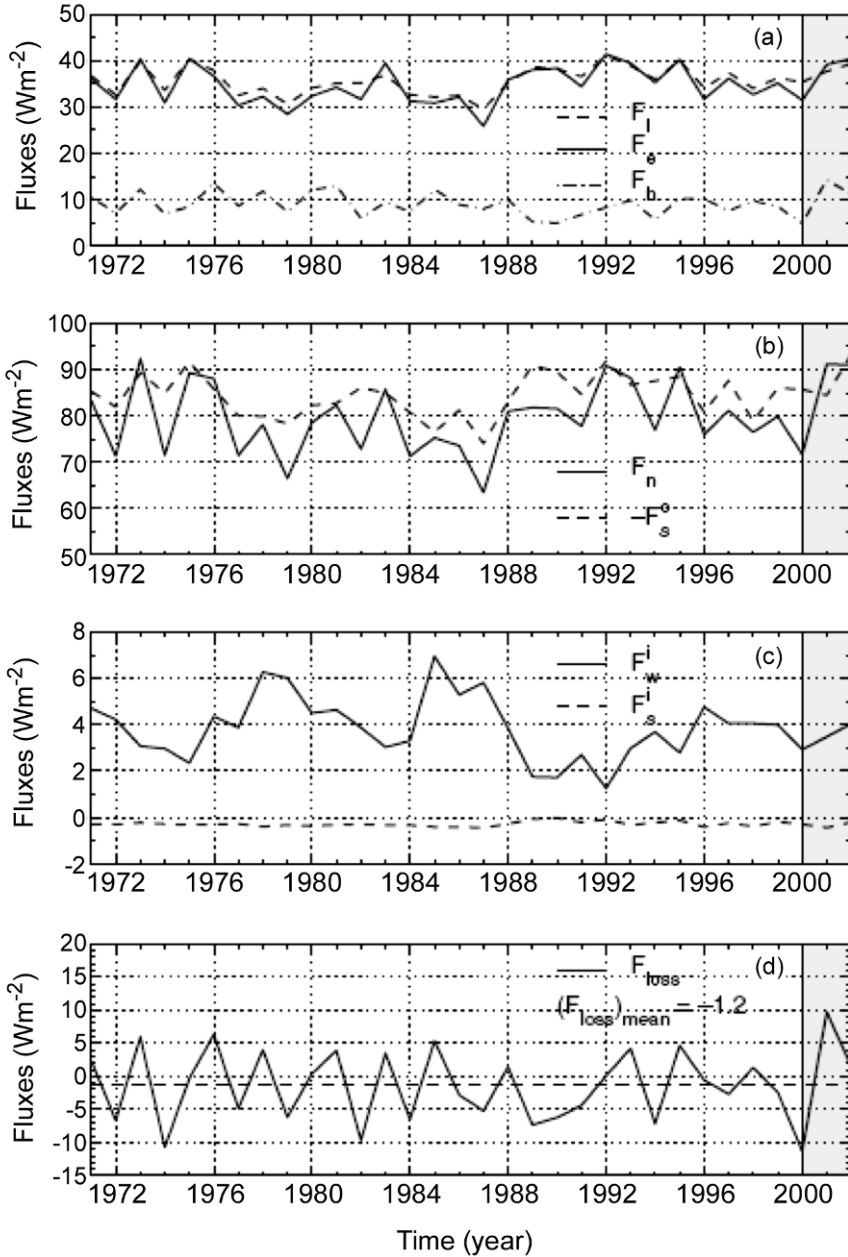 (a)
50
40
30
20
10
0
Fluxes (Wm-2)
Fl
Fe
Fh
1972 1976 1980 1984 1988 1992 1996 2000
(b)
100
90
80
70
60
50
Fluxes (Wm-2)
Fn
−Fso
1972 1976 1980 1984 1988 1992 1996 2000
(c)
8
6
4
2
0
-2
Fluxes (Wm-2)
Fwi
Fsi
1972 1976 1980 1984 1988 1992 1996 2000
(d)
20
15
10
5
0
-5
-10
-15
Fluxes (Wm-2)
Floss
(Floss)mean = −1.2
1972 1976 1980 1984 1988 1992 1996 2000
Time (year)